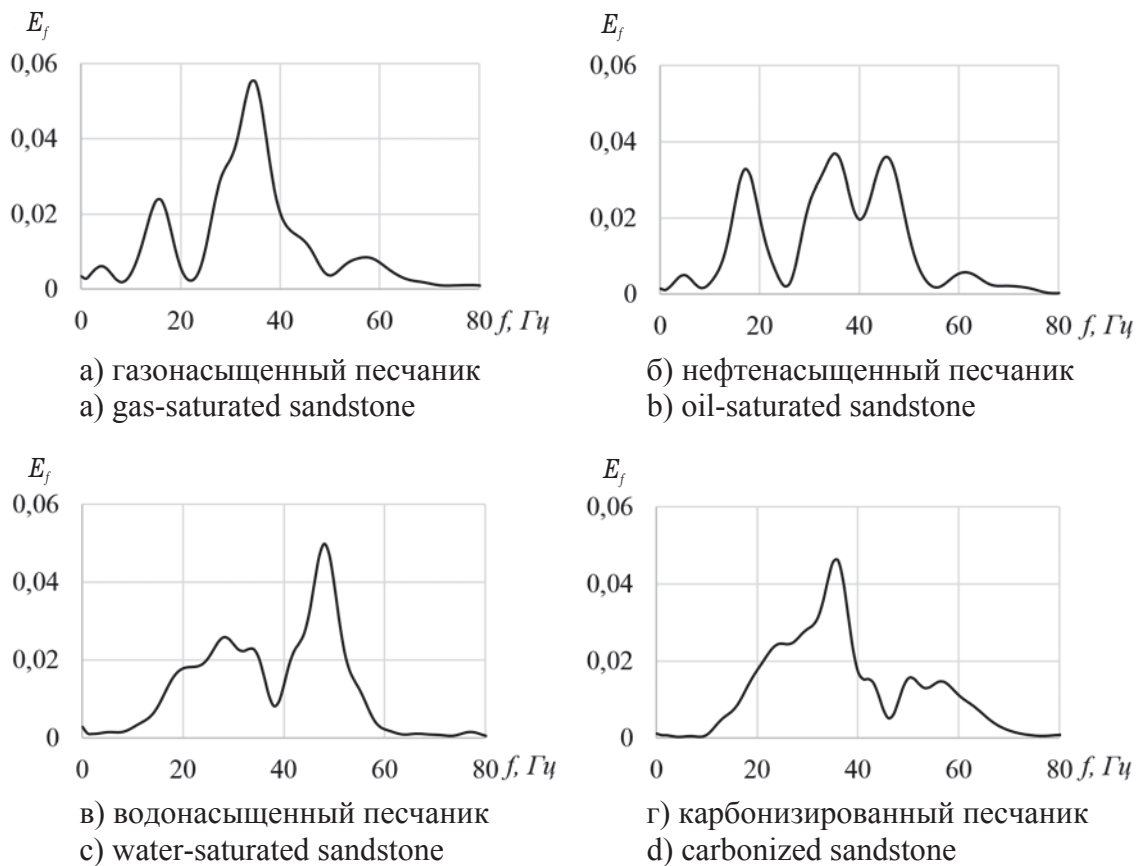 E_f
0,06
0,04
0,02
0
0 20 40 60 80 f, Гц
а) газонасыщенный песчаник
a) gas-saturated sandstone
E_f
0,06
0,04
0,02
0
0 20 40 60 80 f, Гц
б) нефтенасыщенный песчаник
b) oil-saturated sandstone
E_f
0,06
0,04
0,02
0
0 20 40 60 80 f, Гц
в) водонасыщенный песчаник
c) water-saturated sandstone
E_f
0,06
0,04
0,02
0
0 20 40 60 80 f, Гц
г) карбонизированный песчаник
d) carbonized sandstone